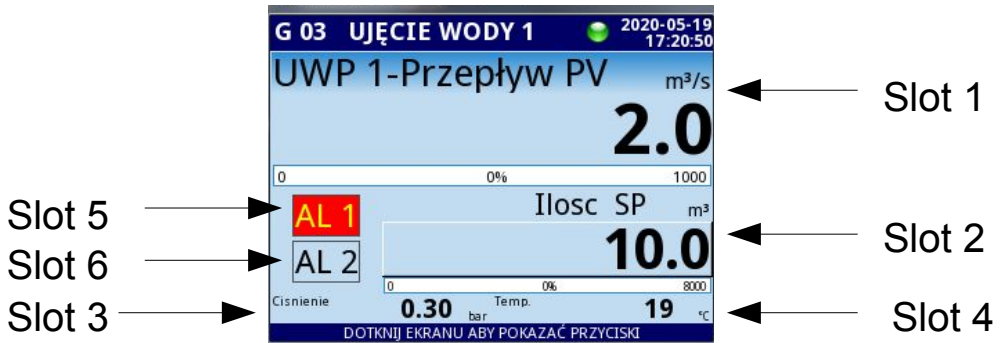 G 03 UJĘCIE WODY 1 2020-05-19
17:20:50
UWP 1-Przepływ PV m³/s
Slot 1
2.0
0 0% 1000
Slot 5 AL 1 Ilosc SP m³
10.0 Slot 2
Slot 6 AL 2
0 0% 8000
Slot 3 Cisnienie 0.30 bar Temp. 19 °C Slot 4
DOTKNIJ EKRANU ABY POKAZAĆ PRZYCISKI